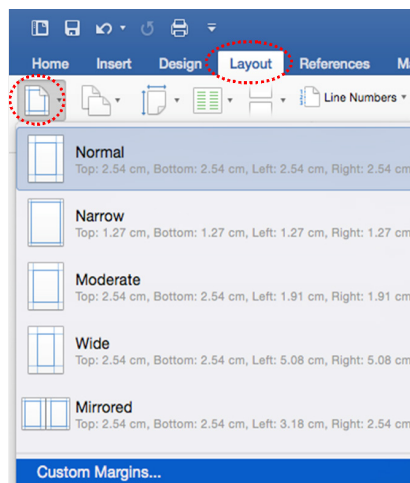 Home Insert Design Layout References M
Line Numbers
Normal
Top: 2.54 cm, Bottom: 2.54 cm, Left: 2.54 cm, Right: 2.54 cm
Narrow
Top: 1.27 cm, Bottom: 1.27 cm, Left: 1.27 cm, Right: 1.27 cm
Moderate
Top: 2.54 cm, Bottom: 2.54 cm, Left: 1.91 cm, Right: 1.91 cm
Wide
Top: 2.54 cm, Bottom: 2.54 cm, Left: 5.08 cm, Right: 5.08 cm
Mirrored
Top: 2.54 cm, Bottom: 2.54 cm, Left: 3.18 cm, Right: 2.54 cm
Custom Margins...